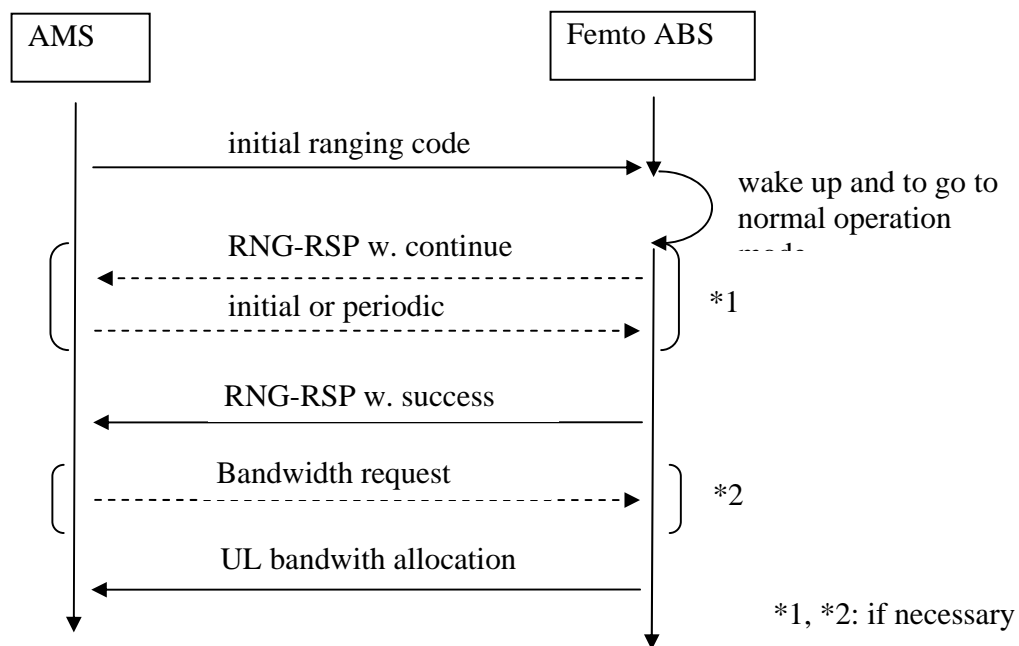 AMS
Femto ABS
initial ranging code
wake up and to go to
normal operation
RNG-RSP w. continue
initial or periodic
*1
RNG-RSP w. success
Bandwidth request
*2
UL bandwith allocation
*1, *2: if necessary